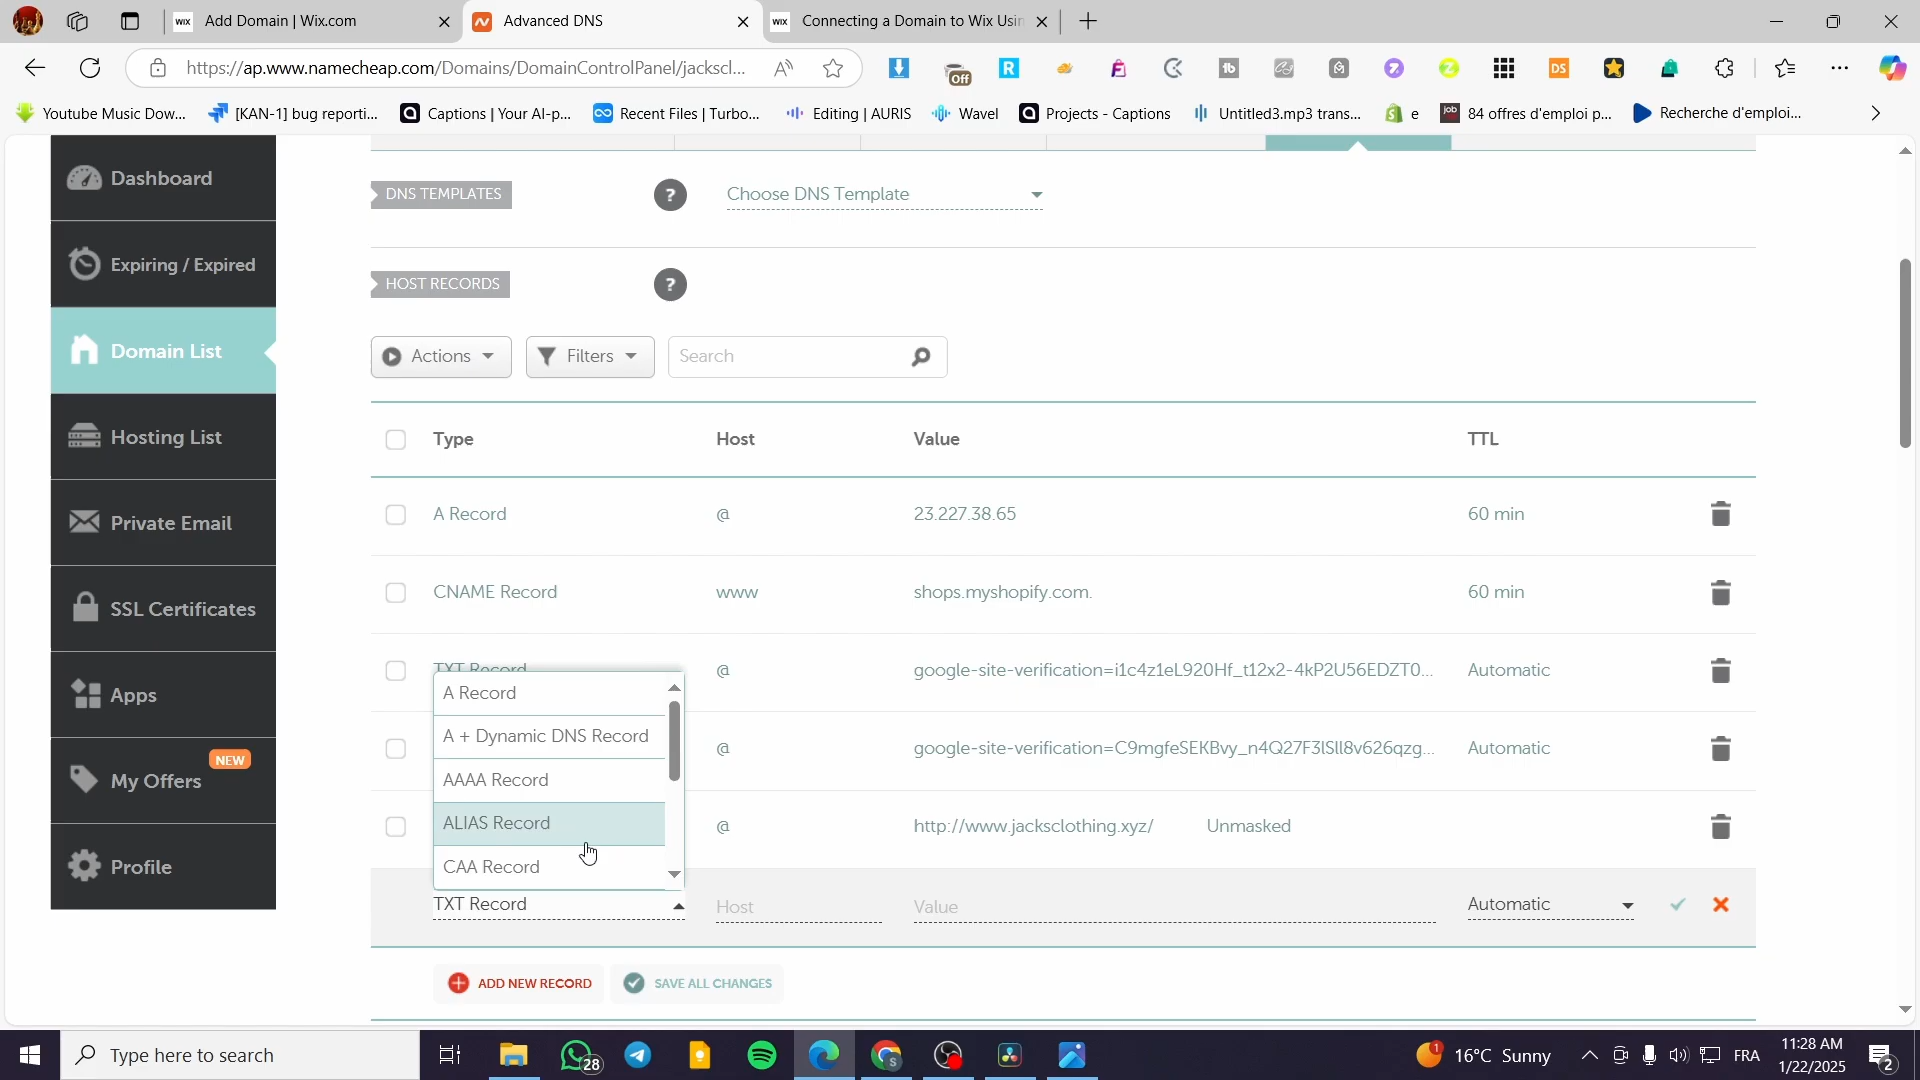 Add Domain | Wix.com
Advanced DNS
Connecting a Domain to Wix Usin
https://ap.www.namecheap.com/Domains/DomainControlPanel/jackscl...
Off
Youtube Music Dow...
[KAN-1] bug reporti...
Captions | Your AI-p...
Recent Files | Turbo...
Editing | AURIS
Wavel
Projects - Captions
Untitled3.mp3 trans...
e
84 offres d'emploi p...
Recherche d'emploi...
Dashboard
Expiring / Expired
Domain List
Hosting List
Private Email
SSL Certificates
Apps
NEW
My Offers
Profile
DNS TEMPLATES
?
Choose DNS Template
HOST RECORDS
?
Actions
Filters
Search
Type
Host
Value
TTL
A Record
@
23.227.38.65
60 min
CNAME Record
www
shops.myshopify.com.
60 min
TXT Record
@
google-site-verification=i1c4z1eL920Hf_t12x2-4kP2U56EDZT0...
Automatic
@
google-site-verification=C9mgfeSEKBvy_n4Q27F3lSll8v626qzg...
Automatic
@
http://www.jacksclothing.xyz/
Unmasked
A Record
A + Dynamic DNS Record
AAAA Record
ALIAS Record
CAA Record
TXT Record
Host
Value
Automatic
ADD NEW RECORD
SAVE ALL CHANGES
Type here to search
28
16°C Sunny
FRA
11:28 AM
1/22/2025
2